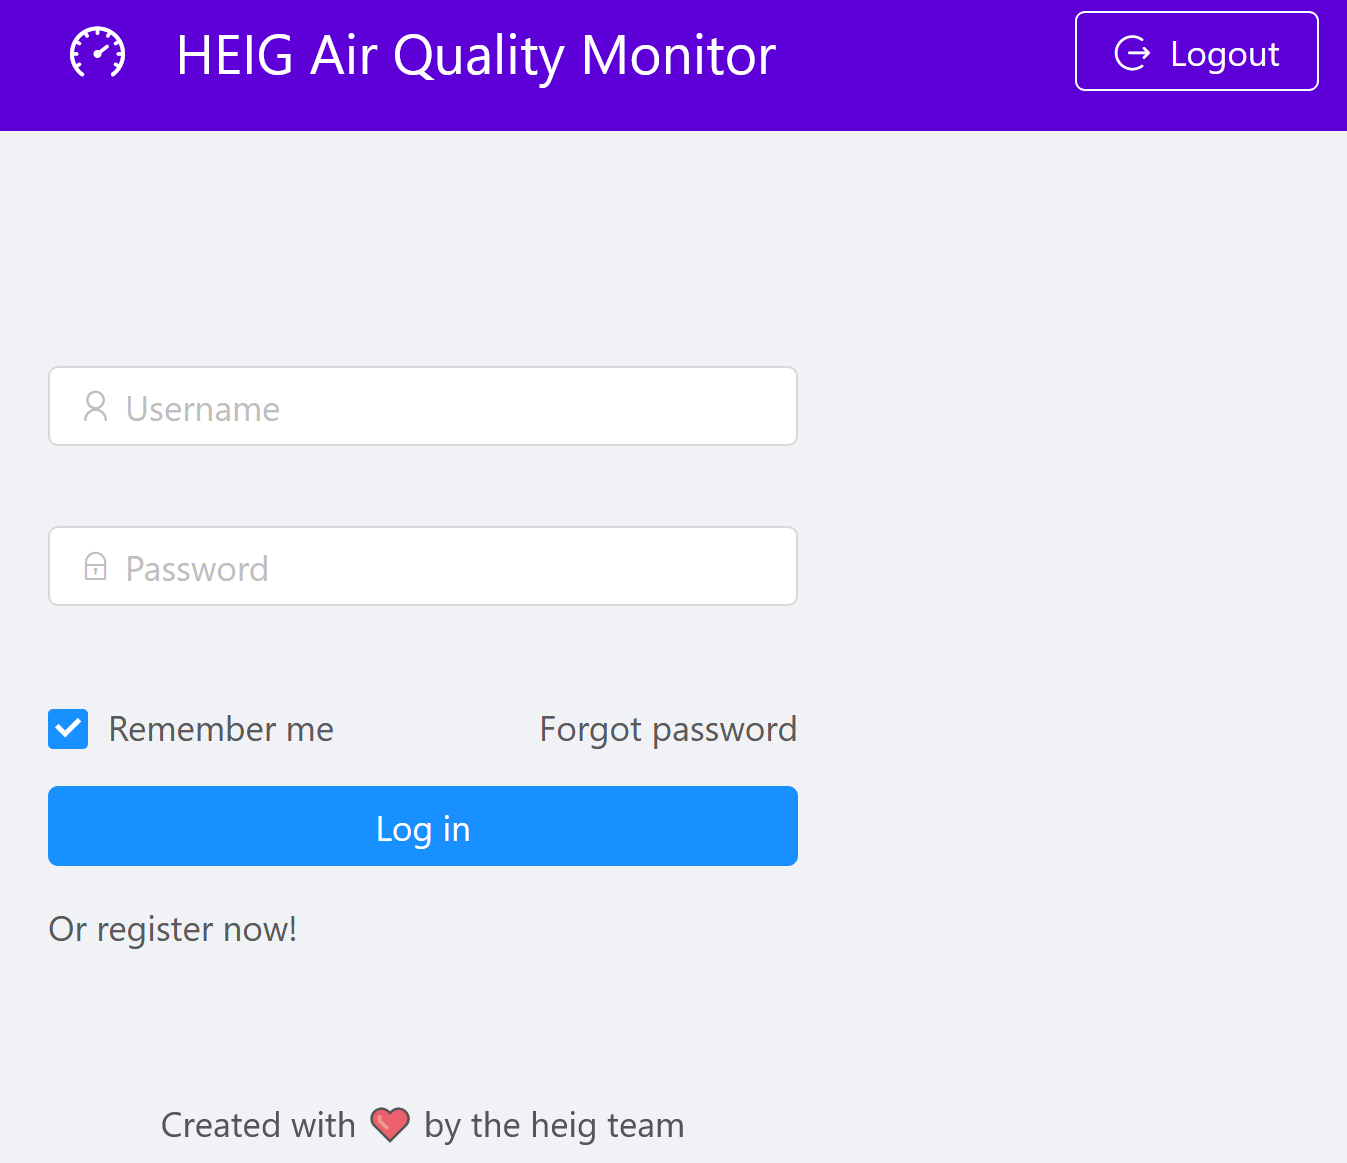 HEIG Air Quality Monitor
Logout
Username
Password
Remember me
Forgot password
Log in
Or register now!
Created with ❤ by the heig team